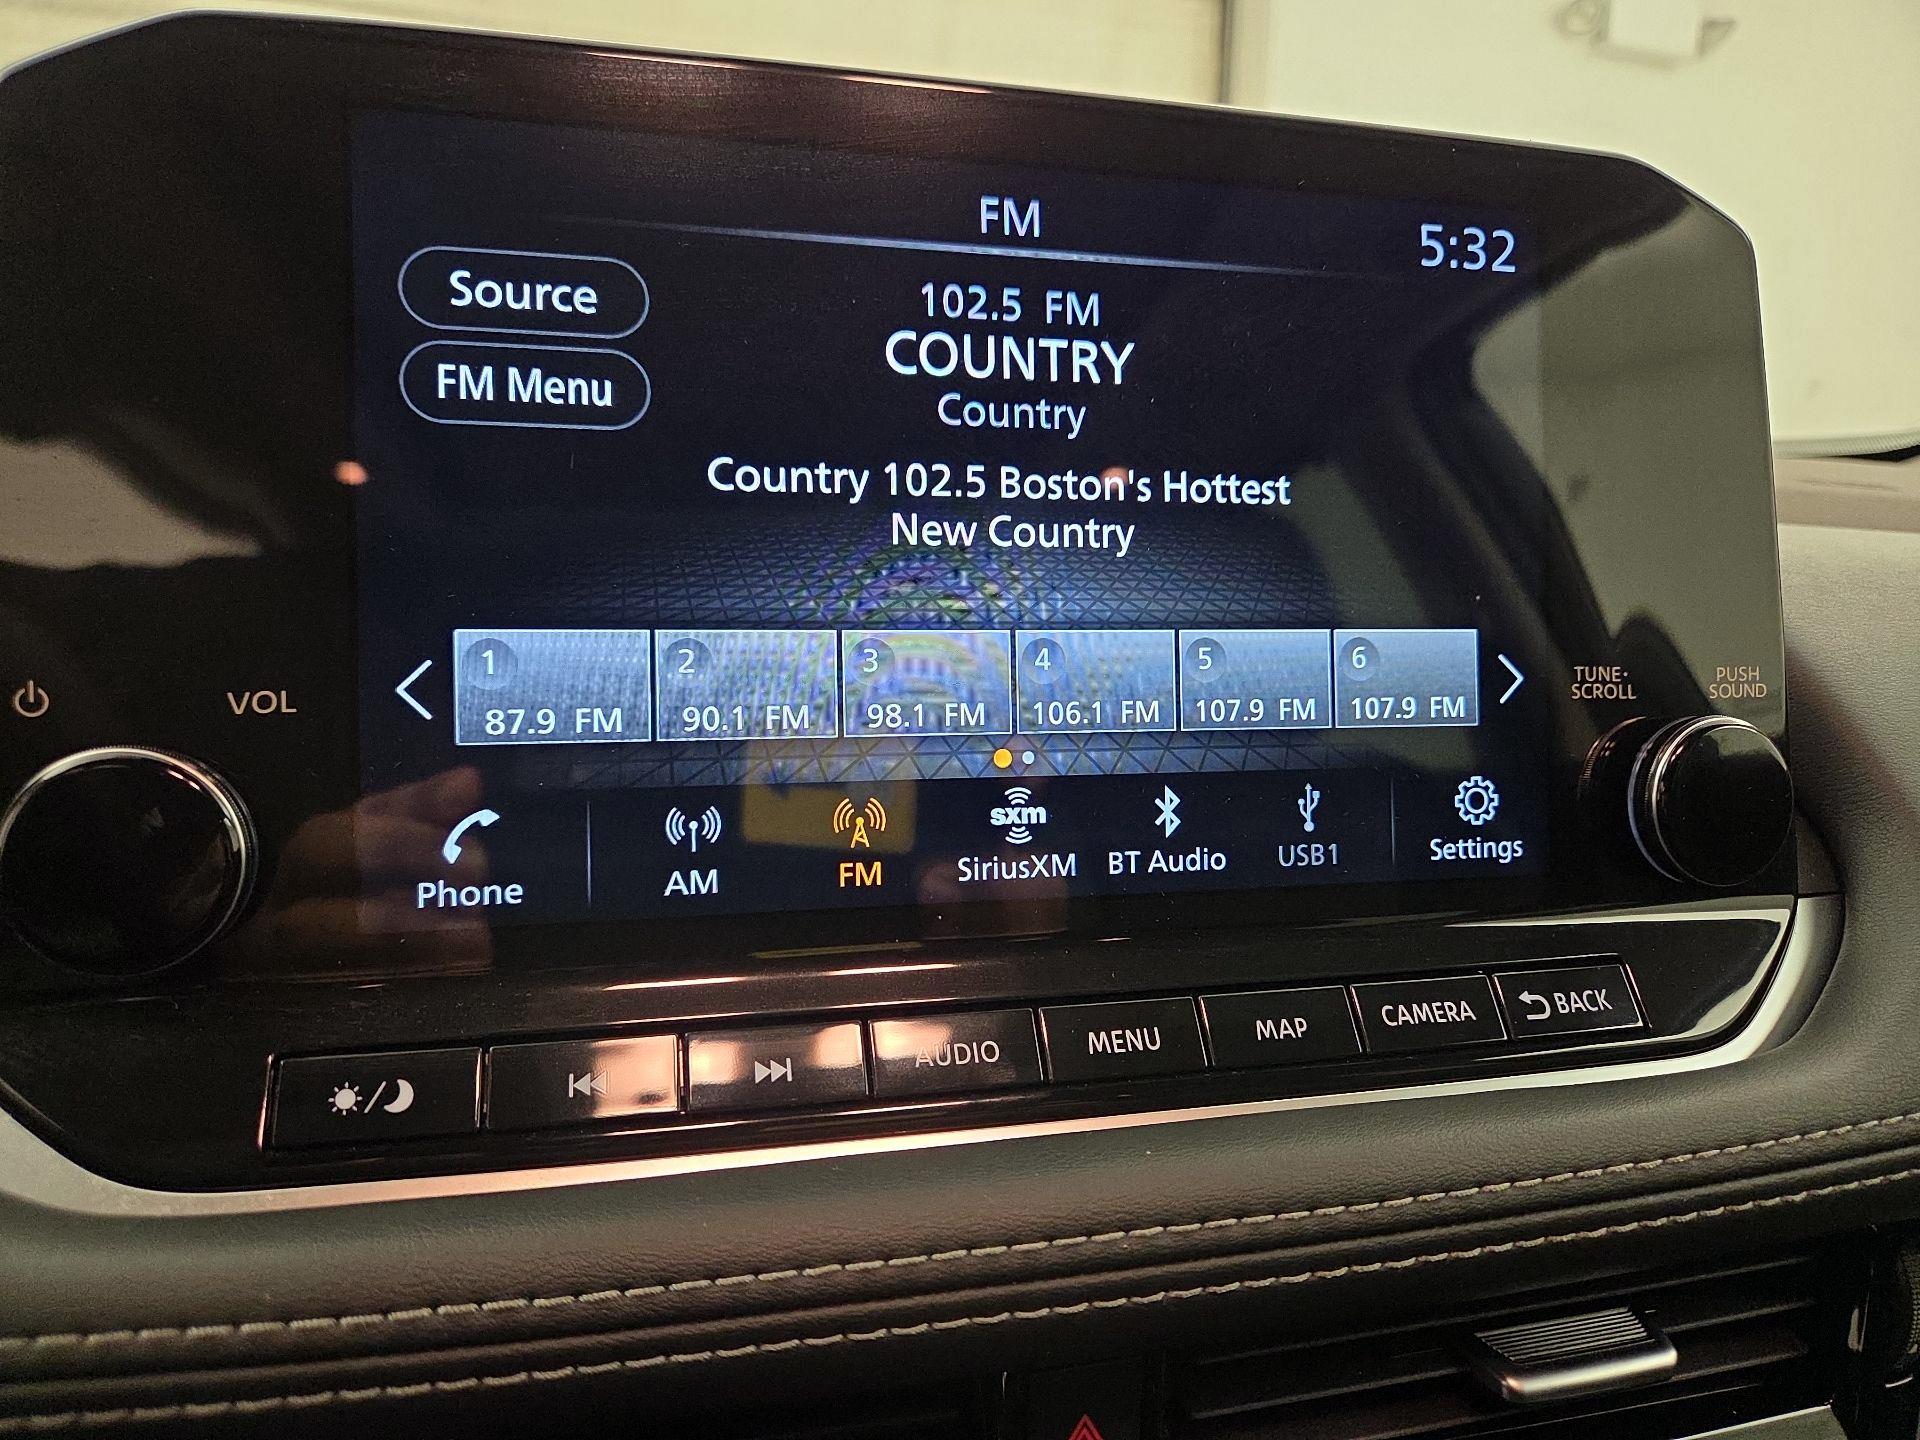 FM
5:32
Source
102.5 FM
COUNTRY
FM Menu
Country
Country 102.5 Boston's Hottest
New Country
1 2 3 4 5 6
87.9 FM 90.1 FM 98.1 FM 106.1 FM 107.9 FM 107.9 FM
VOL
TUNE·
SCROLL
PUSH
SOUND
sxm
Phone AM FM SiriusXM BT Audio USB1 Settings
AUDIO MENU MAP CAMERA BACK